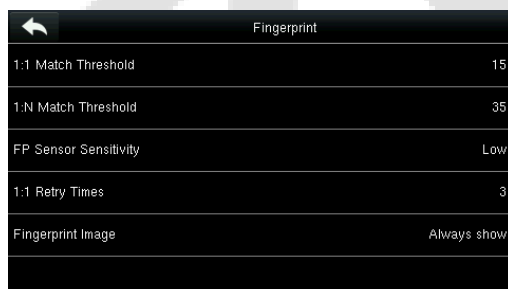 Fingerprint
1:1 Match Threshold 15
1:N Match Threshold 35
FP Sensor Sensitivity Low
1:1 Retry Times 3
Fingerprint Image Always show